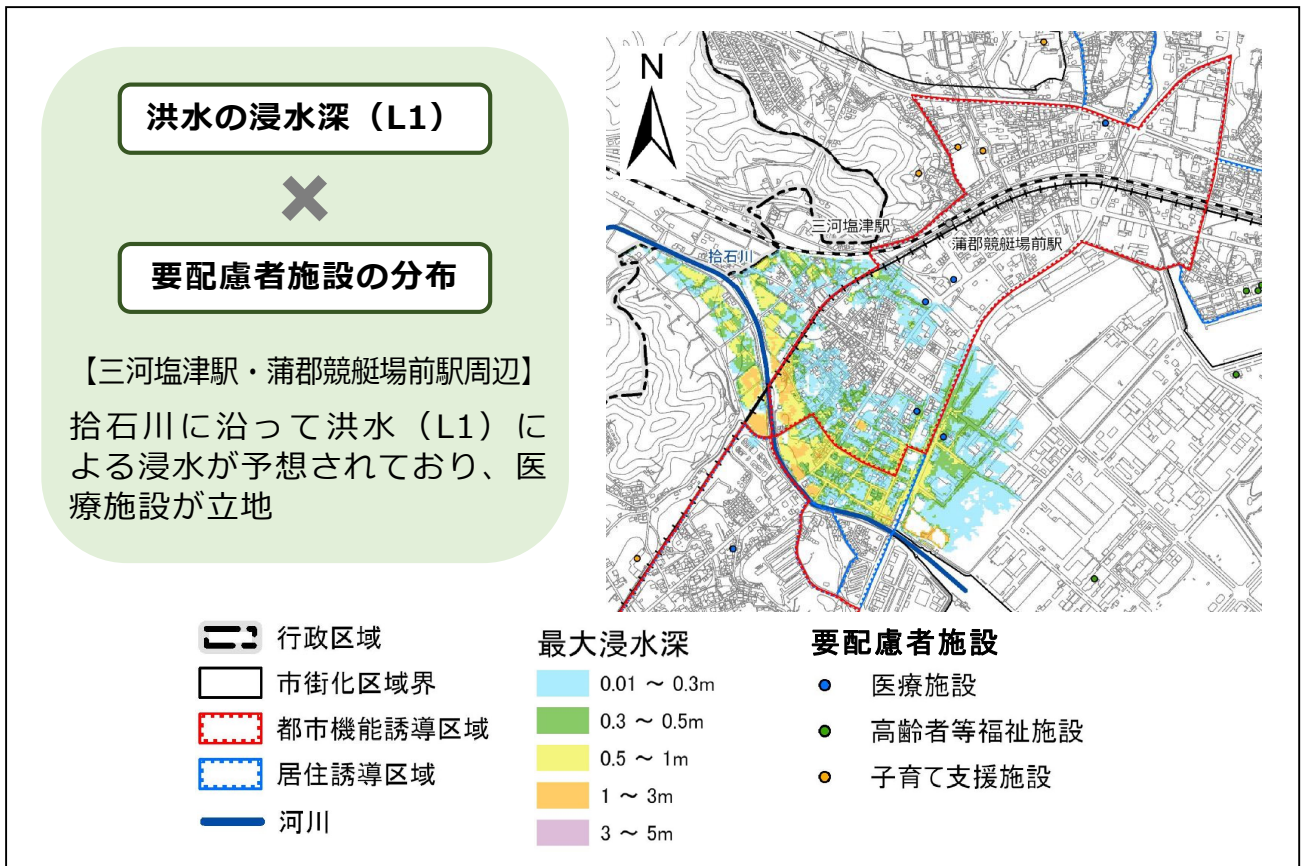 洪水の浸水深（L1）
×
要配慮者施設の分布
【三河塩津駅・蒲郡競艇場前駅周辺】
拾石川に沿って洪水（L1）に
よる浸水が予想されており、医
療施設が立地
N
三河塩津駅
蒲郡競艇場前駅
拾石川
行政区域
市街化区域界
都市機能誘導区域
居住誘導区域
河川
最大浸水深
0.01 ～ 0.3m
0.3 ～ 0.5m
0.5 ～ 1m
1 ～ 3m
3 ～ 5m
要配慮者施設
医療施設
高齢者等福祉施設
子育て支援施設